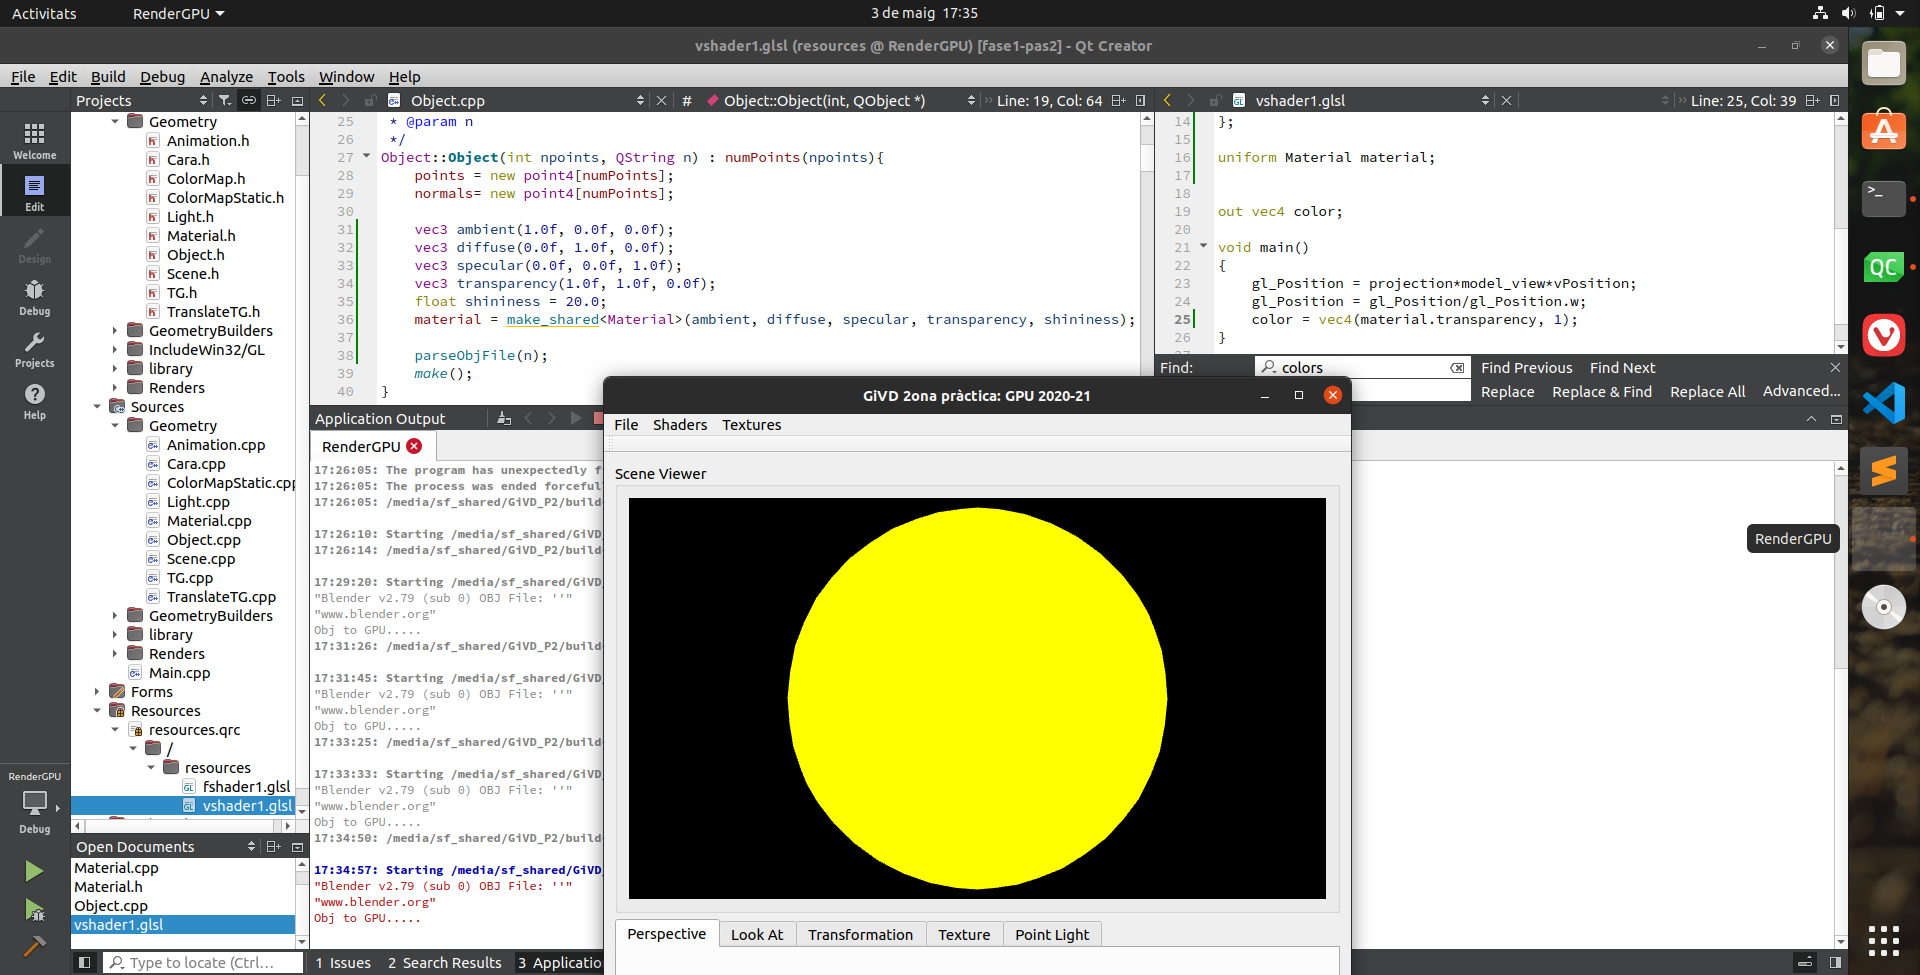 Activitats
RenderGPU
3 de maig 17:35
vshader1.glsl (resources @ RenderGPU) [fase1-pas2] - Qt Creator
File Edit Build Debug Analyze Tools Window Help
Welcome
Edit
Design
Debug
Projects
Help
RenderGPU
Debug
Projects
Geometry
Animation.h
Cara.h
ColorMap.h
ColorMapStatic.h
Light.h
Material.h
Object.h
Scene.h
TG.h
TranslateTG.h
GeometryBuilders
IncludeWin32/GL
library
Renders
Sources
Geometry
Animation.cpp
Cara.cpp
ColorMapStatic.cpp
Light.cpp
Material.cpp
Object.cpp
Scene.cpp
TG.cpp
TranslateTG.cpp
GeometryBuilders
library
Renders
Main.cpp
Forms
Resources
resources.qrc
/
resources
fshader1.glsl
vshader1.glsl
Open Documents
Material.cpp
Material.h
Object.cpp
vshader1.glsl
Type to locate (Ctrl...
Object.cpp # Object::Object(int, QObject *) Line: 19, Col: 64
25 * @param n
26 */
27 Object::Object(int npoints, QString n) : numPoints(npoints){
28 points = new point4[numPoints];
29 normals= new point4[numPoints];
30
31 vec3 ambient(1.0f, 0.0f, 0.0f);
32 vec3 diffuse(0.0f, 1.0f, 0.0f);
33 vec3 specular(0.0f, 0.0f, 1.0f);
34 vec3 transparency(1.0f, 1.0f, 0.0f);
35 float shininess = 20.0;
36 material = make_shared<Material>(ambient, diffuse, specular, transparency, shininess);
37
38 parseObjFile(n);
39 make();
40 }
vshader1.glsl Line: 25, Col: 39
14 };
15
16 uniform Material material;
17
18
19 out vec4 color;
20
21 void main()
22 {
23 gl_Position = projection*model_view*vPosition;
24 gl_Position = gl_Position/gl_Position.w;
25 color = vec4(material.transparency, 1);
26 }
Find: colors Find Previous Find Next
Replace Replace & Find Replace All Advanced...
Application Output
RenderGPU
17:26:05: The program has unexpectedly f
17:26:05: The process was ended forceful
17:26:05: /media/sf_shared/GiVD_P2/build
17:26:10: Starting /media/sf_shared/GiVD_
17:26:14: /media/sf_shared/GiVD_P2/build
17:29:20: Starting /media/sf_shared/GiVD_
"Blender v2.79 (sub 0) OBJ File: ''"
"www.blender.org"
Obj to GPU.....
17:31:26: /media/sf_shared/GiVD_P2/build
17:31:45: Starting /media/sf_shared/GiVD_
"Blender v2.79 (sub 0) OBJ File: ''"
"www.blender.org"
Obj to GPU.....
17:33:25: /media/sf_shared/GiVD_P2/build
17:33:33: Starting /media/sf_shared/GiVD_
"Blender v2.79 (sub 0) OBJ File: ''"
"www.blender.org"
Obj to GPU.....
17:34:50: /media/sf_shared/GiVD_P2/build
17:34:57: Starting /media/sf_shared/GiVD_
"Blender v2.79 (sub 0) OBJ File: ''"
"www.blender.org"
Obj to GPU.....
1 Issues 2 Search Results 3 Applicatio
GiVD 2ona pràctica: GPU 2020-21
File Shaders Textures
Scene Viewer
Perspective Look At Transformation Texture Point Light
RenderGPU
QC